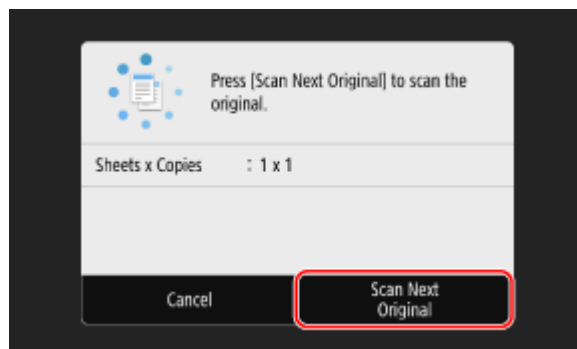 Press [Scan Next Original] to scan the
original.
Sheets x Copies : 1 x 1
Cancel
Scan Next
Original